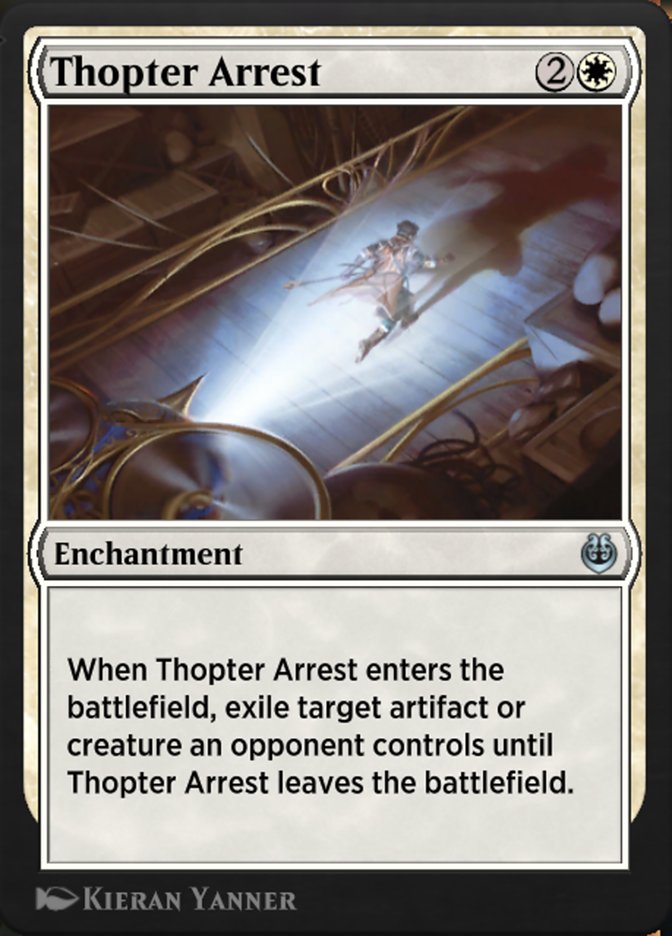 Thopter Arrest 2
Enchantment
When Thopter Arrest enters the
battlefield, exile target artifact or
creature an opponent controls until
Thopter Arrest leaves the battlefield.
Kieran Yanner